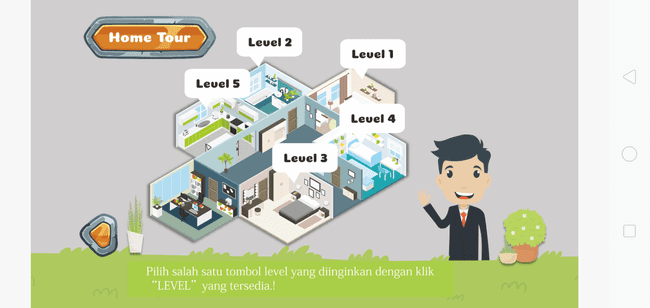 Home Tour
Level 2
Level 1
Level 5
Level 4
Level 3
Pilih salah satu tombol level yang diinginkan dengan klik
“LEVEL” yang tersedia.!